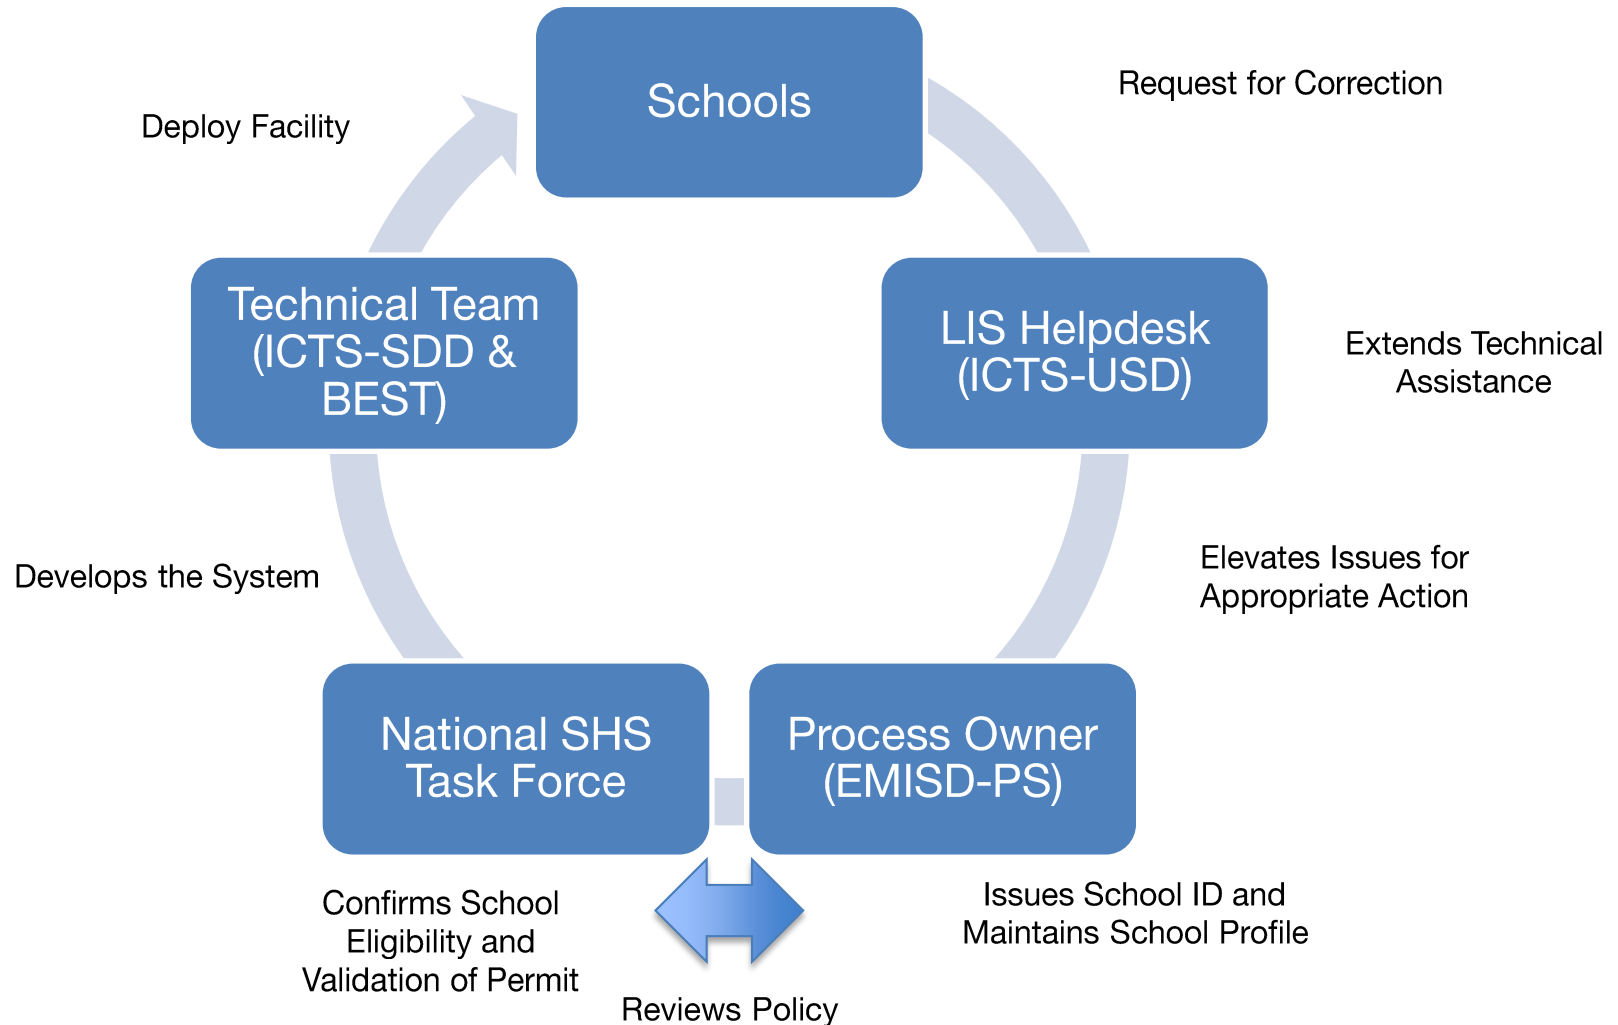 Schools
Request for Correction
Deploy Facility
Technical Team
(ICTS-SDD &
BEST)
LIS Helpdesk
(ICTS-USD)
Extends Technical
Assistance
Develops the System
Elevates Issues for
Appropriate Action
National SHS
Task Force
Process Owner
(EMISD-PS)
Confirms School
Eligibility and
Validation of Permit
Issues School ID and
Maintains School Profile
Reviews Policy